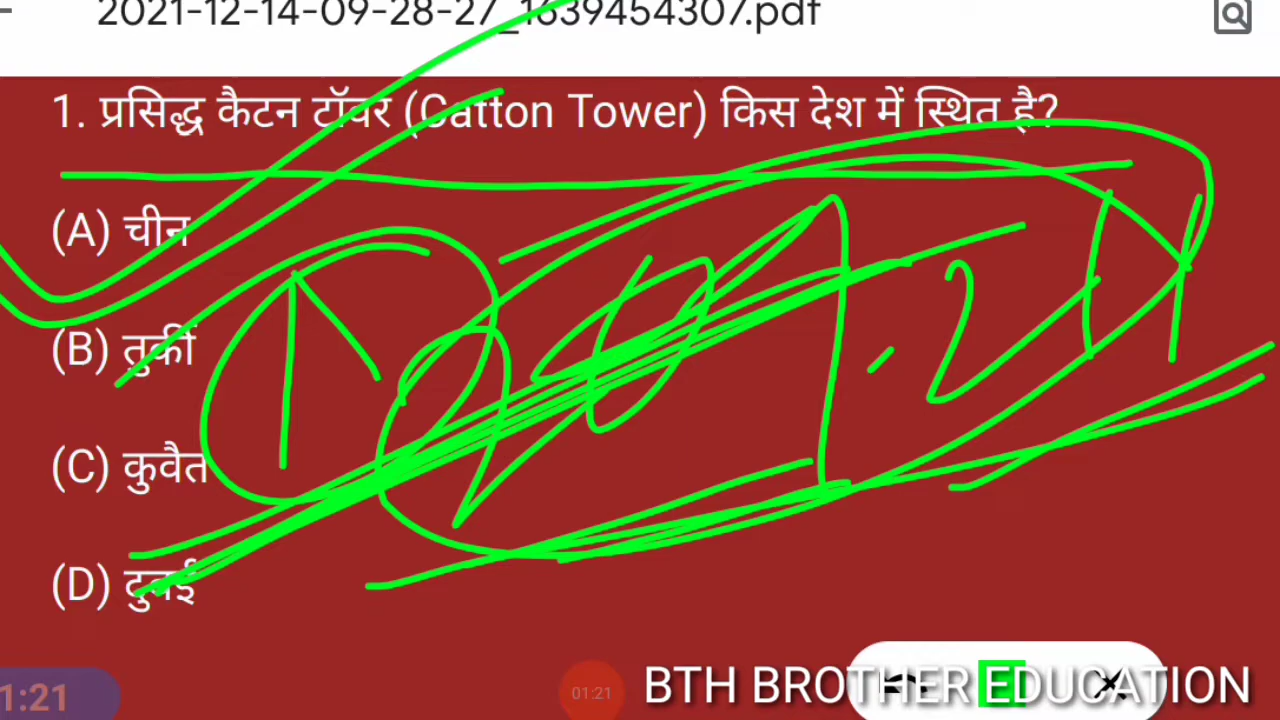 2021-12-14-09-28-27_1639454307.pdf
1. प्रसिद्ध कैटन टॉवर (Catton Tower) किस देश में स्थित है?
(A) चीन
(B) तुर्की
(C) कुवैत
(D) दुबई
1:21
01:21
BTH BROTHER EDUCATION